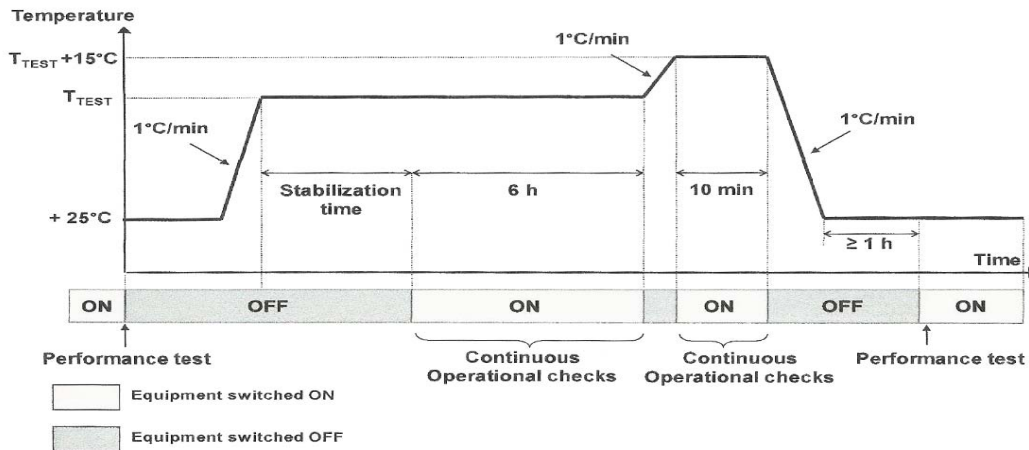 Temperature
T_TEST +15°C
1°C/min
T_TEST
1°C/min
1°C/min
Stabilization
time
6 h
10 min
+ 25°C
≥ 1 h
Time
ON
OFF
ON
ON
OFF
ON
Performance test
Continuous
Operational checks
Continuous
Operational checks
Performance test
Equipment switched ON
Equipment switched OFF